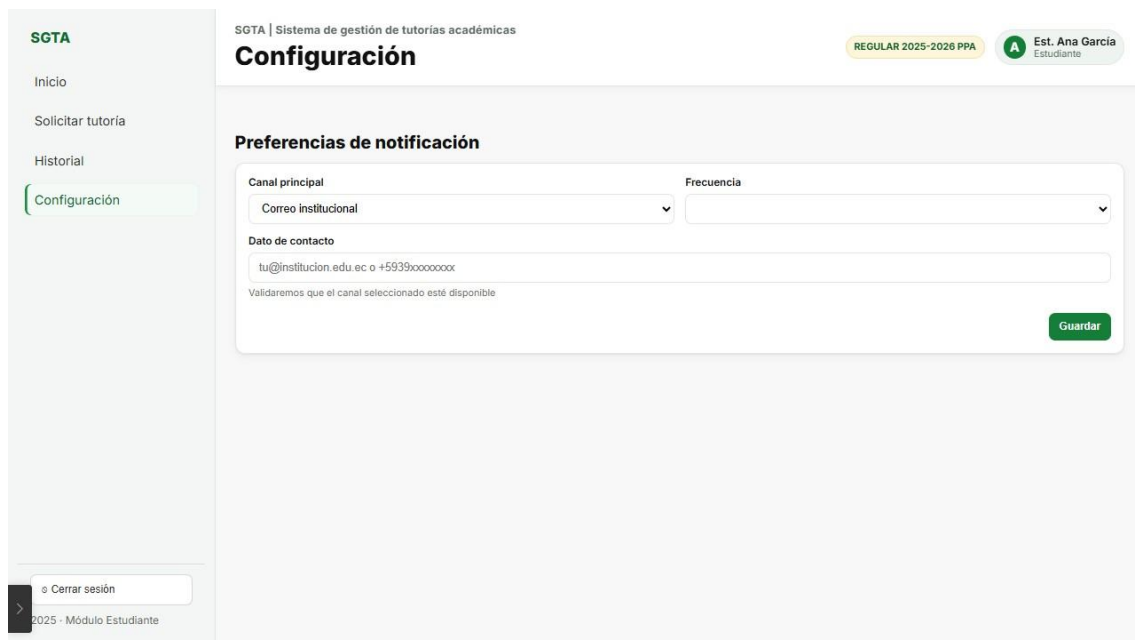 SGTA
Inicio
Solicitar tutoría
Historial
Configuración
Cerrar sesión
2025 · Módulo Estudiante
SGTA | Sistema de gestión de tutorías académicas
Configuración
REGULAR 2025-2026 PPA
A
Est. Ana García
Estudiante
Preferencias de notificación
Canal principal
Frecuencia
Correo institucional
Dato de contacto
tu@institucion.edu.ec o +5939xxxxxxxx
Validaremos que el canal seleccionado esté disponible
Guardar